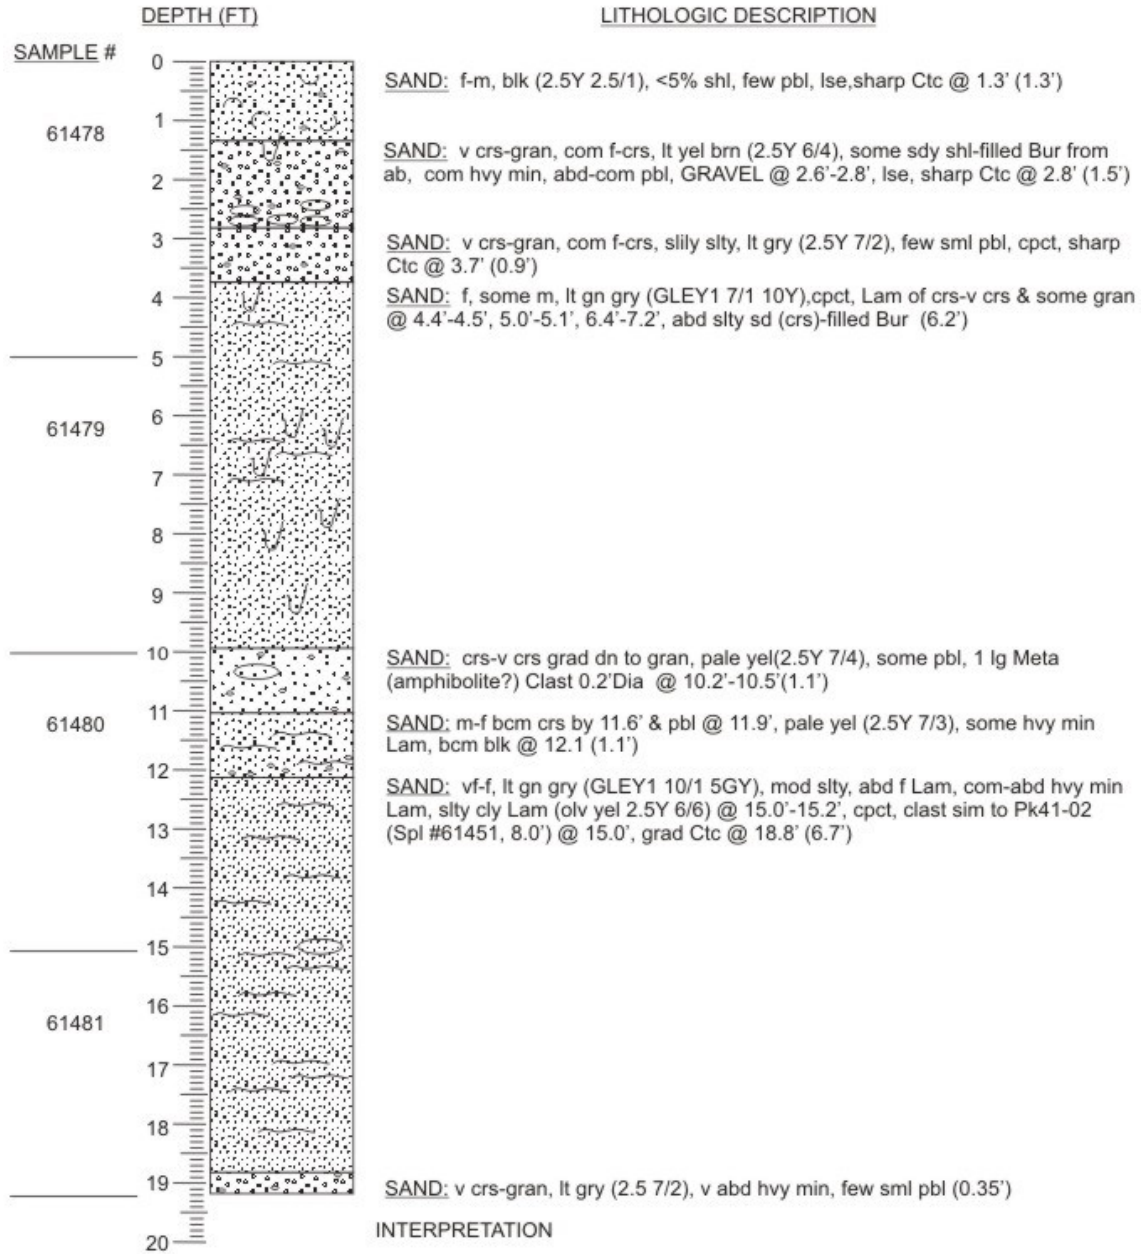 DEPTH (FT)
LITHOLOGIC DESCRIPTION
SAMPLE #
0
SAND: f-m, blk (2.5Y 2.5/1), <5% shl, few pbl, lse,sharp Ctc @ 1.3' (1.3')
1
61478
SAND: v crs-gran, com f-crs, lt yel brn (2.5Y 6/4), some sdy shl-filled Bur from
ab, com hvy min, abd-com pbl, GRAVEL @ 2.6'-2.8', lse, sharp Ctc @ 2.8' (1.5')
2
3
SAND: v crs-gran, com f-crs, slily slty, lt gry (2.5Y 7/2), few sml pbl, cpct, sharp
Ctc @ 3.7' (0.9')
4
SAND: f, some m, lt gn gry (GLEY1 7/1 10Y),cpct, Lam of crs-v crs & some gran
@ 4.4'-4.5', 5.0'-5.1', 6.4'-7.2', abd slty sd (crs)-filled Bur (6.2')
5
6
61479
7
8
9
10
SAND: crs-v crs grad dn to gran, pale yel(2.5Y 7/4), some pbl, 1 lg Meta
(amphibolite?) Clast 0.2'Dia @ 10.2'-10.5'(1.1')
11
61480
SAND: m-f bcm crs by 11.6' & pbl @ 11.9', pale yel (2.5Y 7/3), some hvy min
Lam, bcm blk @ 12.1 (1.1')
12
SAND: vf-f, lt gn gry (GLEY1 10/1 5GY), mod slty, abd f Lam, com-abd hvy min
Lam, slty cly Lam (olv yel 2.5Y 6/6) @ 15.0'-15.2', cpct, clast sim to Pk41-02
(Spl #61451, 8.0') @ 15.0', grad Ctc @ 18.8' (6.7')
13
14
15
16
61481
17
18
19
SAND: v crs-gran, lt gry (2.5 7/2), v abd hvy min, few sml pbl (0.35')
INTERPRETATION
20